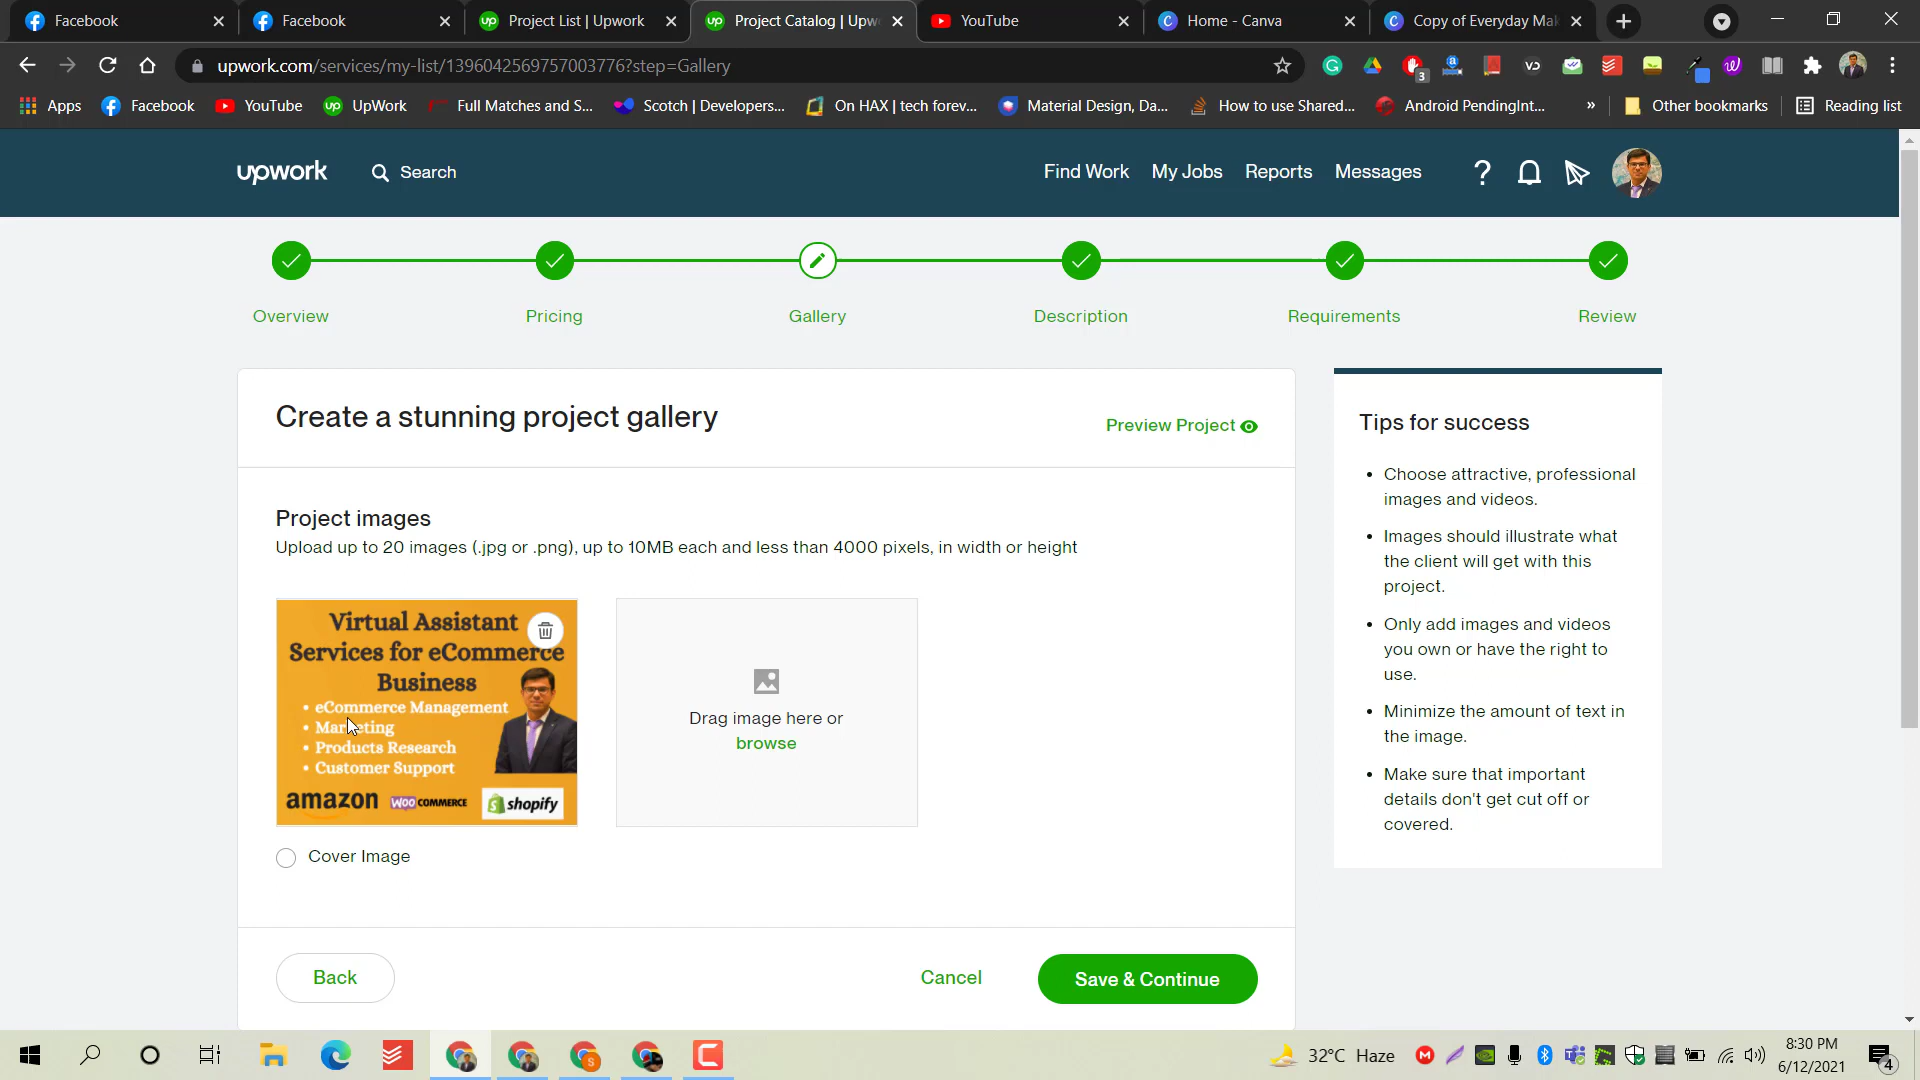 Facebook
Facebook
Project List | Upwork
Project Catalog | Upw
YouTube
Home - Canva
Copy of Everyday Ma
upwork.com/services/my-list/1396042569757003776?step=Gallery
3
Apps
Facebook
YouTube
UpWork
Full Matches and S...
Scotch | Developers...
On HAX | tech forev...
Material Design, Da...
How to use Shared...
Android PendingInt...
»
Other bookmarks
Reading list
upwork
Search
Find Work
My Jobs
Reports
Messages
Overview
Pricing
Gallery
Description
Requirements
Review
Create a stunning project gallery
Preview Project
Project images
Upload up to 20 images (.jpg or .png), up to 10MB each and less than 4000 pixels, in width or height
Virtual Assistant
Services for eCommerce
Business
• eCommerce Management
• Marketing
• Products Research
• Customer Support
amazon
WOO COMMERCE
shopify
Drag image here or
browse
Cover Image
Back
Cancel
Save & Continue
Tips for success
• Choose attractive, professional
images and videos.
• Images should illustrate what
the client will get with this
project.
• Only add images and videos
you own or have the right to
use.
• Minimize the amount of text in
the image.
• Make sure that important
details don't get cut off or
covered.
32°C Haze
8:30 PM
6/12/2021
4